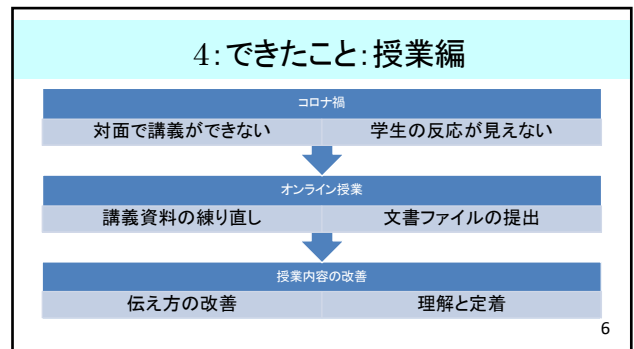 4:できたこと:授業編
コロナ禍
対面で講義ができない 学生の反応が見えない
オンライン授業
講義資料の練り直し 文書ファイルの提出
授業内容の改善
伝え方の改善 理解と定着
6